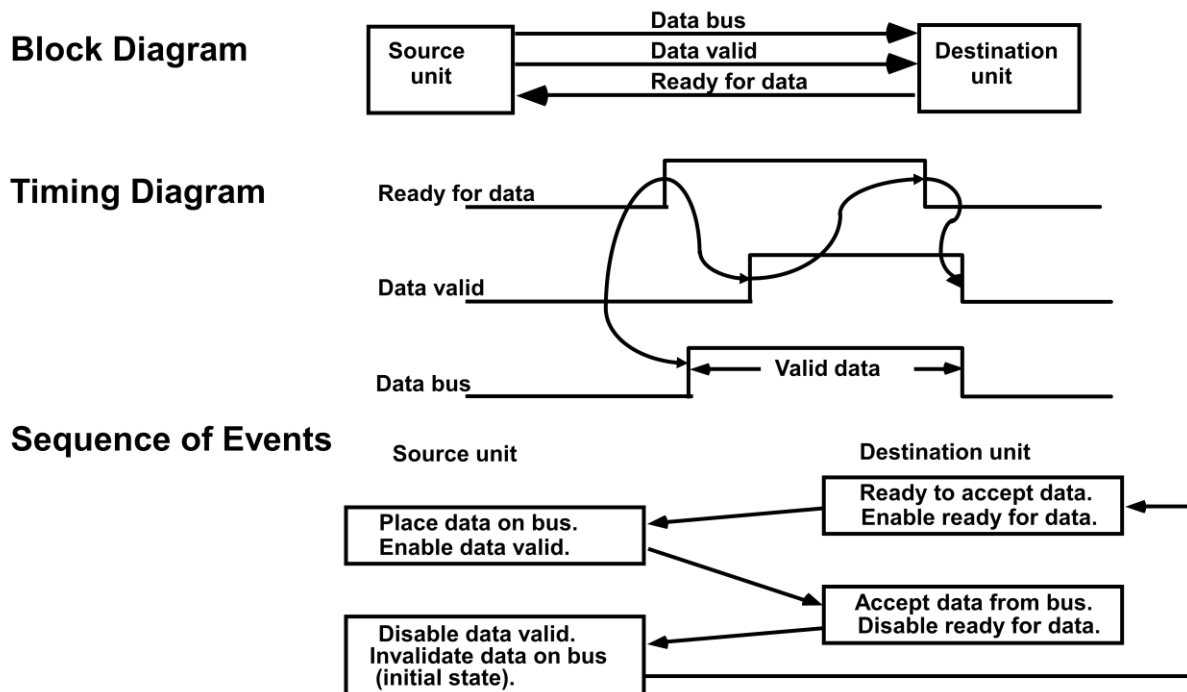 Block Diagram
Source
unit
Data bus
Data valid
Ready for data
Destination
unit
Timing Diagram
Ready for data
Data valid
Data bus
Valid data
Sequence of Events
Source unit
Destination unit
Ready to accept data.
Enable ready for data.
Place data on bus.
Enable data valid.
Accept data from bus.
Disable ready for data.
Disable data valid.
Invalidate data on bus
(initial state).